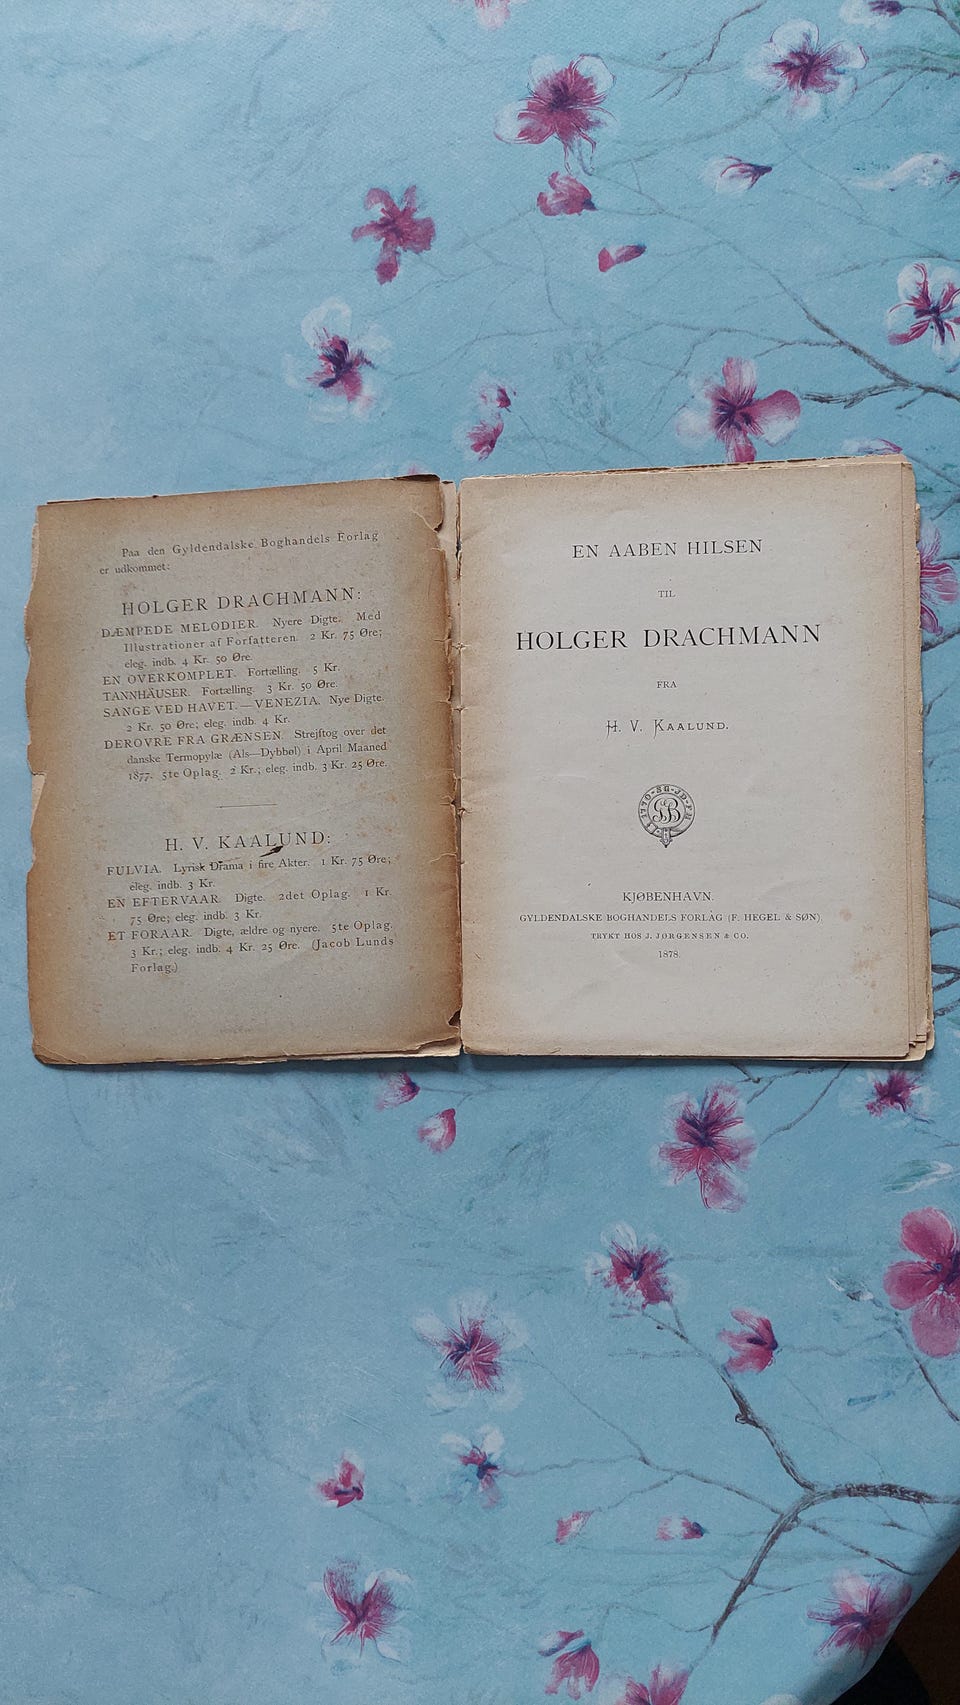 Paa den Gyldendalske Boghandels Forlag
er udkommet:
HOLGER DRACHMANN:
DÆMPEDE MELODIER. Nyere Digte. Med
Illustrationer af Forfatteren. 2 Kr. 75 Øre;
eleg. indb. 4 Kr. 50 Øre.
EN OVERKOMPLET. Fortælling. 5 Kr.
TANNHÄUSER. Fortælling. 3 Kr. 50 Øre.
SANGE VED HAVET. — VENEZIA. Nye Digte.
2 Kr. 50 Øre; eleg. indb. 4 Kr.
DEROVRE FRA GRÆNSEN. Strejftog over det
danske Termopylæ (Als—Dybbøl) i April Maaned
1877. 5te Oplag. 2 Kr.; eleg. indb. 3 Kr. 25 Øre.
H. V. KAALUND:
FULVIA. Lyrisk Drama i fire Akter. 1 Kr. 75 Øre;
eleg. indb. 3 Kr.
EN EFTERVAAR. Digte. 2det Oplag. 1 Kr.
75 Øre; eleg. indb. 3 Kr.
ET FORAAR. Digte, ældre og nyere. 5te Oplag.
3 Kr.; eleg. indb. 4 Kr. 25 Øre. (Jacob Lunds
Forlag.)
EN AABEN HILSEN
TIL
HOLGER DRACHMANN
FRA
H. V. KAALUND.
KJØBENHAVN.
GYLDENDALSKE BOGHANDELS FORLAG (F. HEGEL & SØN).
TRYKT HOS J. JØRGENSEN & CO.
1878.